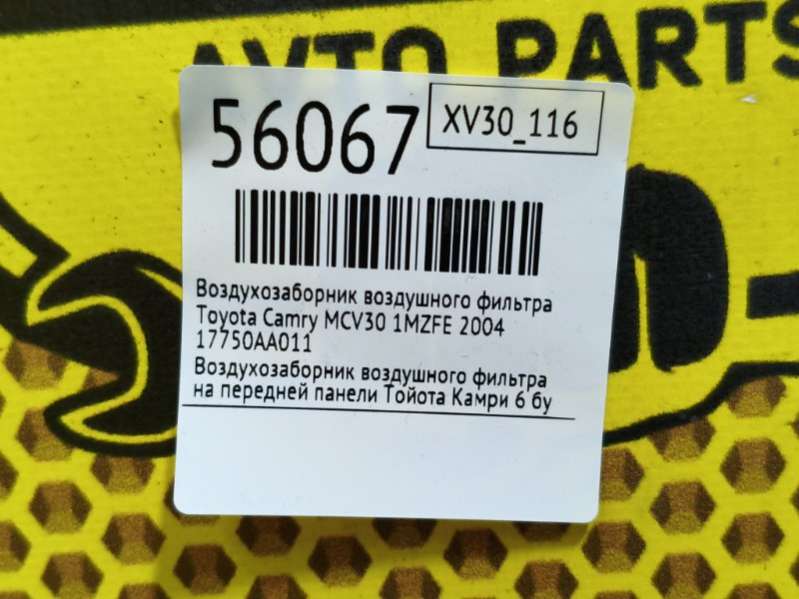 AVTO PARTS
56067
XV30_116
Воздухозаборник воздушного фильтра
Toyota Camry MCV30 1MZFE 2004
17750AA011
Воздухозаборник воздушного фильтра
на передней панели Тойота Камри 6 бу